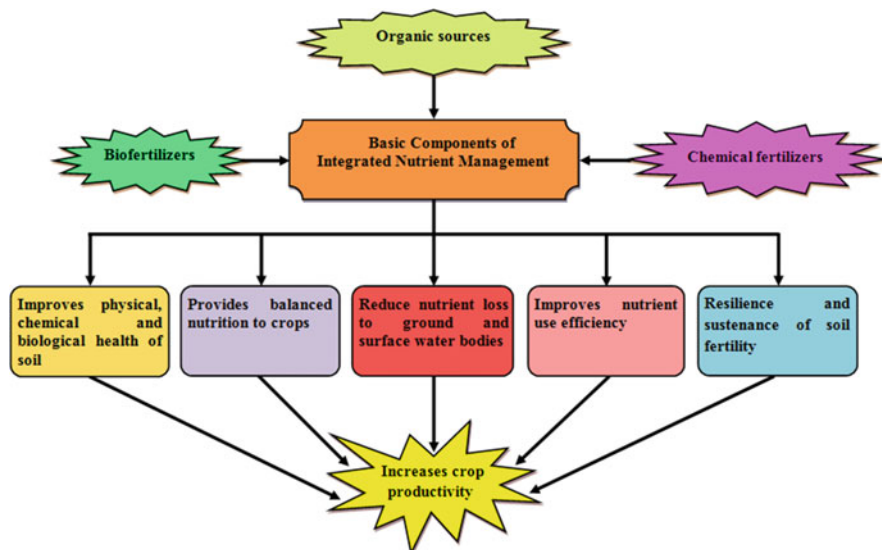 Organic sources
Biofertilizers
Basic Components of
Integrated Nutrient Management
Chemical fertilizers
Improves physical,
chemical and
biological health of
soil
Provides balanced
nutrition to crops
Reduce nutrient loss
to ground and
surface water bodies
Improves nutrient
use efficiency
Resilience and
sustenance of soil
fertility
Increases crop
productivity